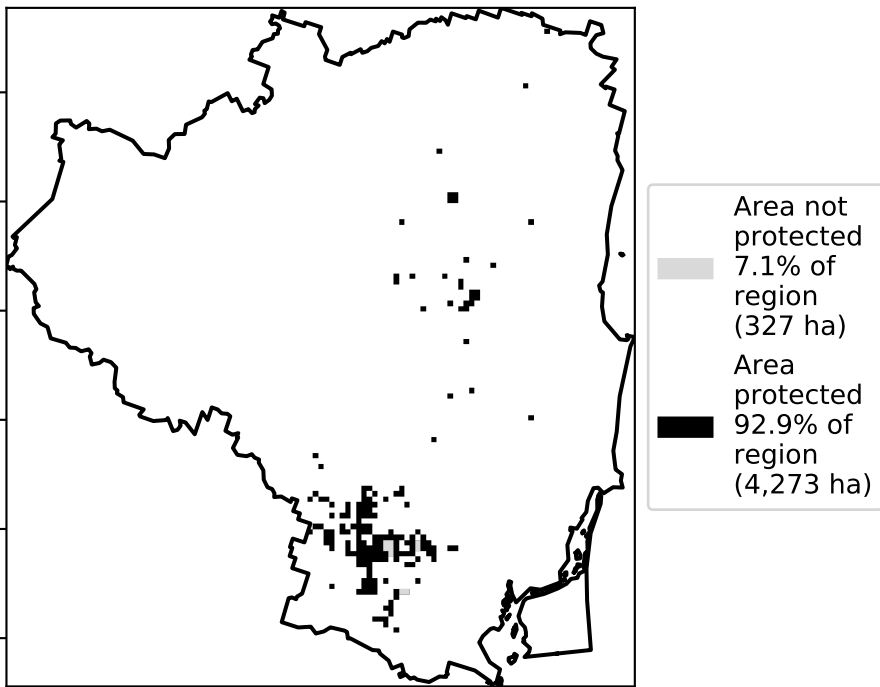 Area not
protected
7.1% of
region
(327 ha)
Area
protected
92.9% of
region
(4,273 ha)